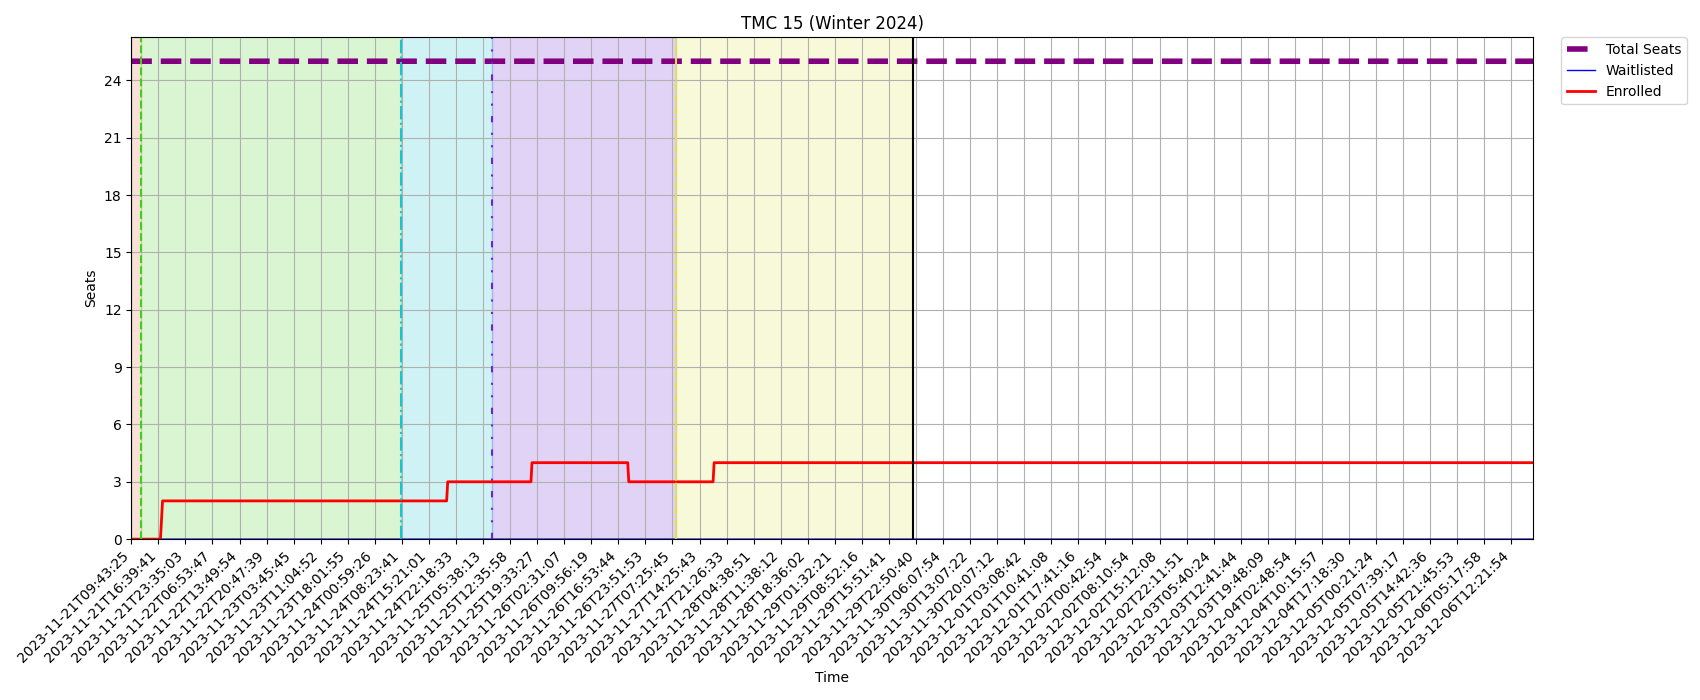 TMC 15 (Winter 2024)
Total Seats
Waitlisted
Enrolled
Seats
24
21
18
15
12
9
6
3
0
2023-11-21T09:43:25
2023-11-21T16:39:41
2023-11-21T23:35:03
2023-11-22T06:53:47
2023-11-22T13:49:54
2023-11-22T20:47:39
2023-11-23T03:45:45
2023-11-23T11:04:52
2023-11-23T18:01:55
2023-11-24T00:59:26
2023-11-24T08:23:41
2023-11-24T15:21:01
2023-11-24T22:18:33
2023-11-25T05:38:13
2023-11-25T12:35:58
2023-11-25T19:33:27
2023-11-26T02:31:07
2023-11-26T09:56:19
2023-11-26T16:53:44
2023-11-26T23:51:53
2023-11-27T07:25:45
2023-11-27T14:25:43
2023-11-27T21:26:33
2023-11-28T04:38:51
2023-11-28T11:38:12
2023-11-28T18:36:02
2023-11-29T01:32:21
2023-11-29T08:52:16
2023-11-29T15:51:41
2023-11-29T22:50:40
2023-11-30T06:07:54
2023-11-30T13:07:22
2023-11-30T20:07:12
2023-12-01T03:08:42
2023-12-01T10:41:08
2023-12-01T17:41:16
2023-12-02T00:42:54
2023-12-02T08:10:54
2023-12-02T15:12:08
2023-12-02T22:11:51
2023-12-03T05:40:24
2023-12-03T12:41:44
2023-12-03T19:48:09
2023-12-04T02:48:54
2023-12-04T10:15:57
2023-12-04T17:18:30
2023-12-05T00:21:24
2023-12-05T07:39:17
2023-12-05T14:42:36
2023-12-05T21:45:53
2023-12-06T05:17:58
2023-12-06T12:21:54
Time